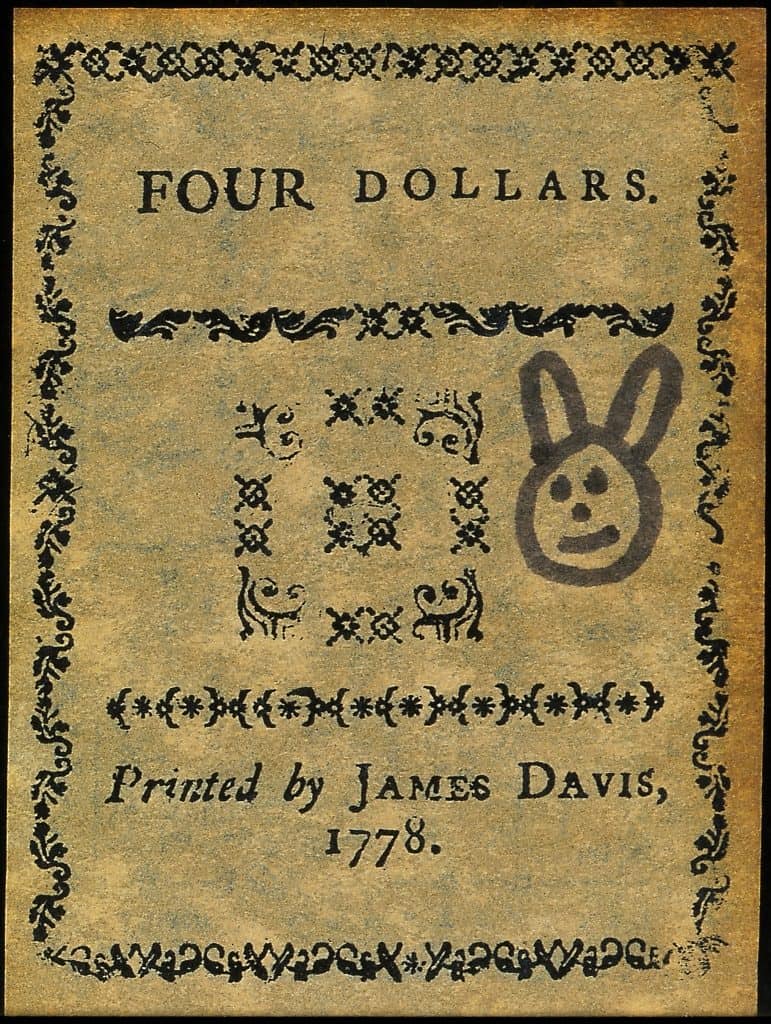 FOUR DOLLARS.
Printed by JAMES DAVIS,
1778.